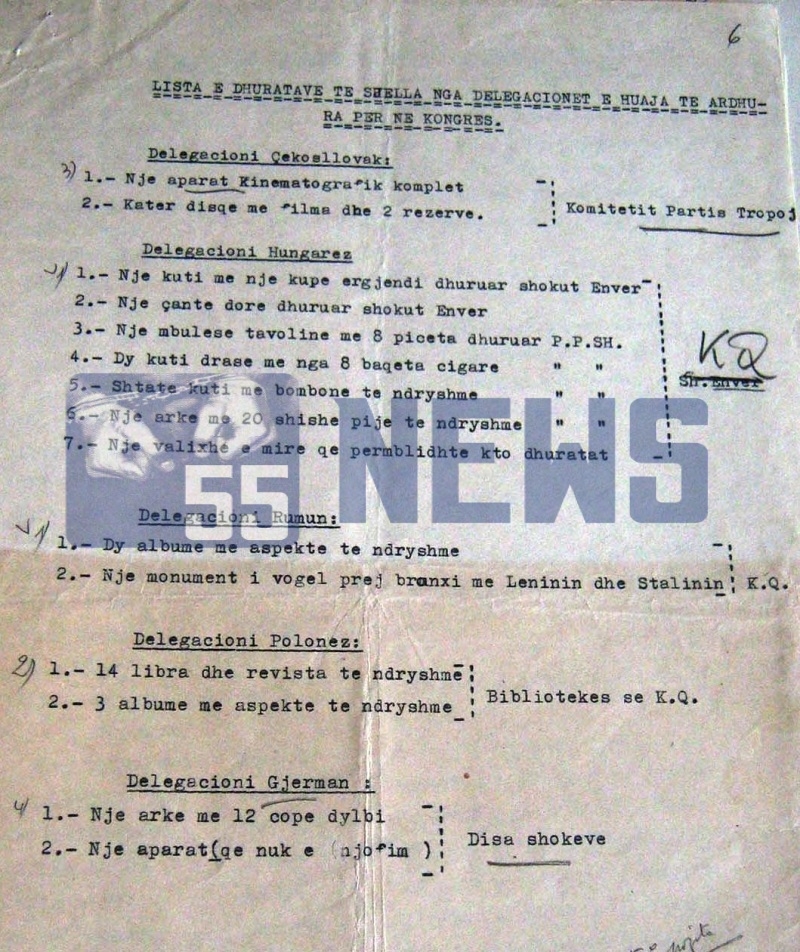 6
LISTA E DHURATAVE TE SHELLA NGA DELEGACIONET E HUAJA TE ARDHU-
RA PER NE KONGRES.
Delegacioni Çekosllovak:
3) 1.- Nje aparat Kinematografik komplet
2.- Kater disqe me filma dhe 2 rezerve.
Komitetit Partis Tropoj
Delegacioni Hungarez
1) 1.- Nje kuti me nje kupe ergjendi dhuruar shokut Enver
2.- Nje çante dore dhuruar shokut Enver
3.- Nje mbulese tavoline me 8 piceta dhuruar P.P.SH.
4.- Dy kuti drase me nga 8 baqeta cigare " "
5.- Shtate kuti me bombone te ndryshme " "
6.- Nje arke me 20 shishe pije te ndryshme " "
7.- Nje valixhe e mire qe permblidhte kto dhuratat
KQ
Sh.Enver
55 NEWS
Delegacioni Rumun:
1) 1.- Dy albume me aspekte te ndryshme
2.- Nje monument i vogel prej branxi me Leninin dhe Stalinin K.Q.
Delegacioni Polonez:
2) 1.- 14 libra dhe revista te ndryshme
2.- 3 albume me aspekte te ndryshme
Bibliotekes se K.Q.
Delegacioni Gjerman :
4) 1.- Nje arke me 12 cope dylbi
2.- Nje aparat(qe nuk e njofim )
Disa shokeve